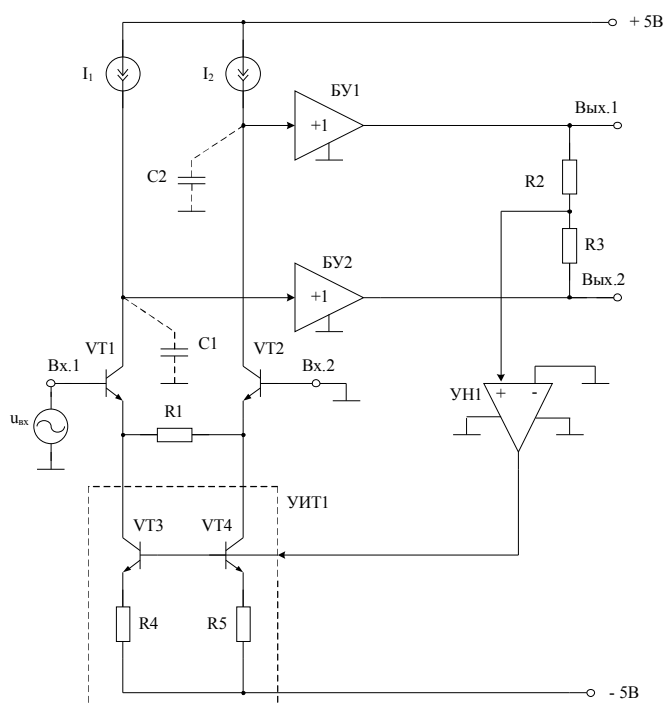 + 5В
I₁
I₂
БУ1
+1
Вых.1
C2
R2
R3
БУ2
+1
Вых.2
C1
VT1
VT2
Вх.1
Вх.2
R1
uвх
УН1
+ -
УИТ1
VT3
VT4
R4
R5
- 5В